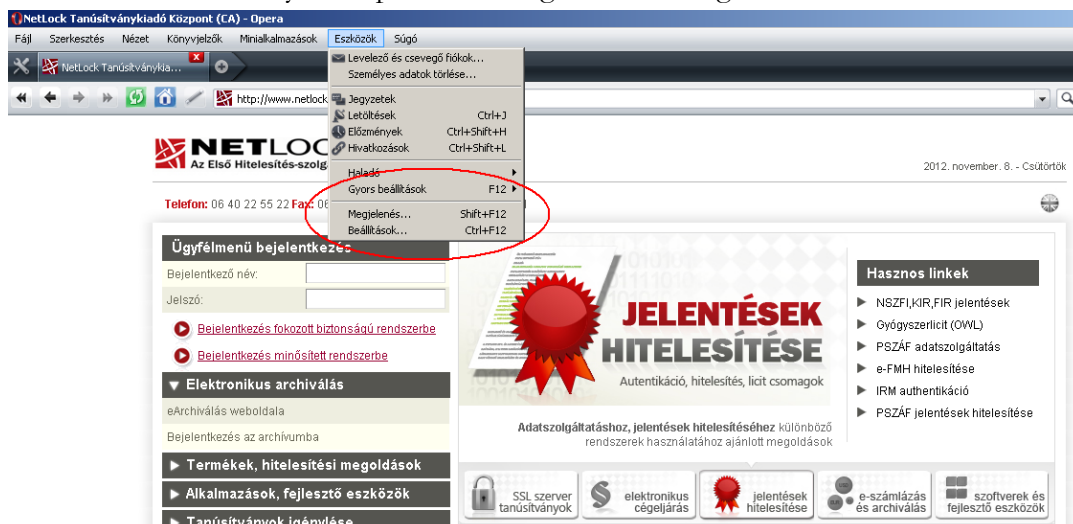 NetLock Tanúsítványkiadó Központ (CA) - Opera
Fájl Szerkesztés Nézet Könyvjelzők Minialkalmazások Eszközök Súgó
NetLock Tanúsítványkia...
http://www.netlock
Levelező és csevegő fiókok...
Személyes adatok törlése...
Jegyzetek
Letöltések Ctrl+J
Előzmények Ctrl+Shift+H
Hivatkozások Ctrl+Shift+L
Haladó
Gyors beállítások F12
Megjelenés... Shift+F12
Beállítások... Ctrl+F12
NETLOC
Az Első Hitelesítés-szolg
2012. november. 8. - Csütörtök
Telefon: 06 40 22 55 22 Fax: 06
Ügyfélmenü bejelentkezés
Bejelentkező név:
Jelszó:
Bejelentkezés fokozott biztonságú rendszerbe
Bejelentkezés minősített rendszerbe
Elektronikus archiválás
eArchiválás weboldala
Bejelentkezés az archívumba
Termékek, hitelesítési megoldások
Alkalmazások, fejlesztő eszközök
Tanúsítványok igénylése
JELENTÉSEK
HITELESÍTÉSE
Autentikáció, hitelesítés, licit csomagok
Adatszolgáltatáshoz, jelentések hitelesítéséhez különböző
rendszerek használatához ajánlott megoldások
SSL szerver
tanúsítványok
elektronikus
cégeljárás
jelentések
hitelesítése
e-számlázás
és archiválás
szoftverek és
fejlesztő eszközök
Hasznos linkek
NSZFI,KIR,FIR jelentések
Gyógyszerlicit (OWL)
PSZÁF adatszolgáltatás
e-FMH hitelesítése
IRM authentikáció
PSZÁF jelentések hitelesítése